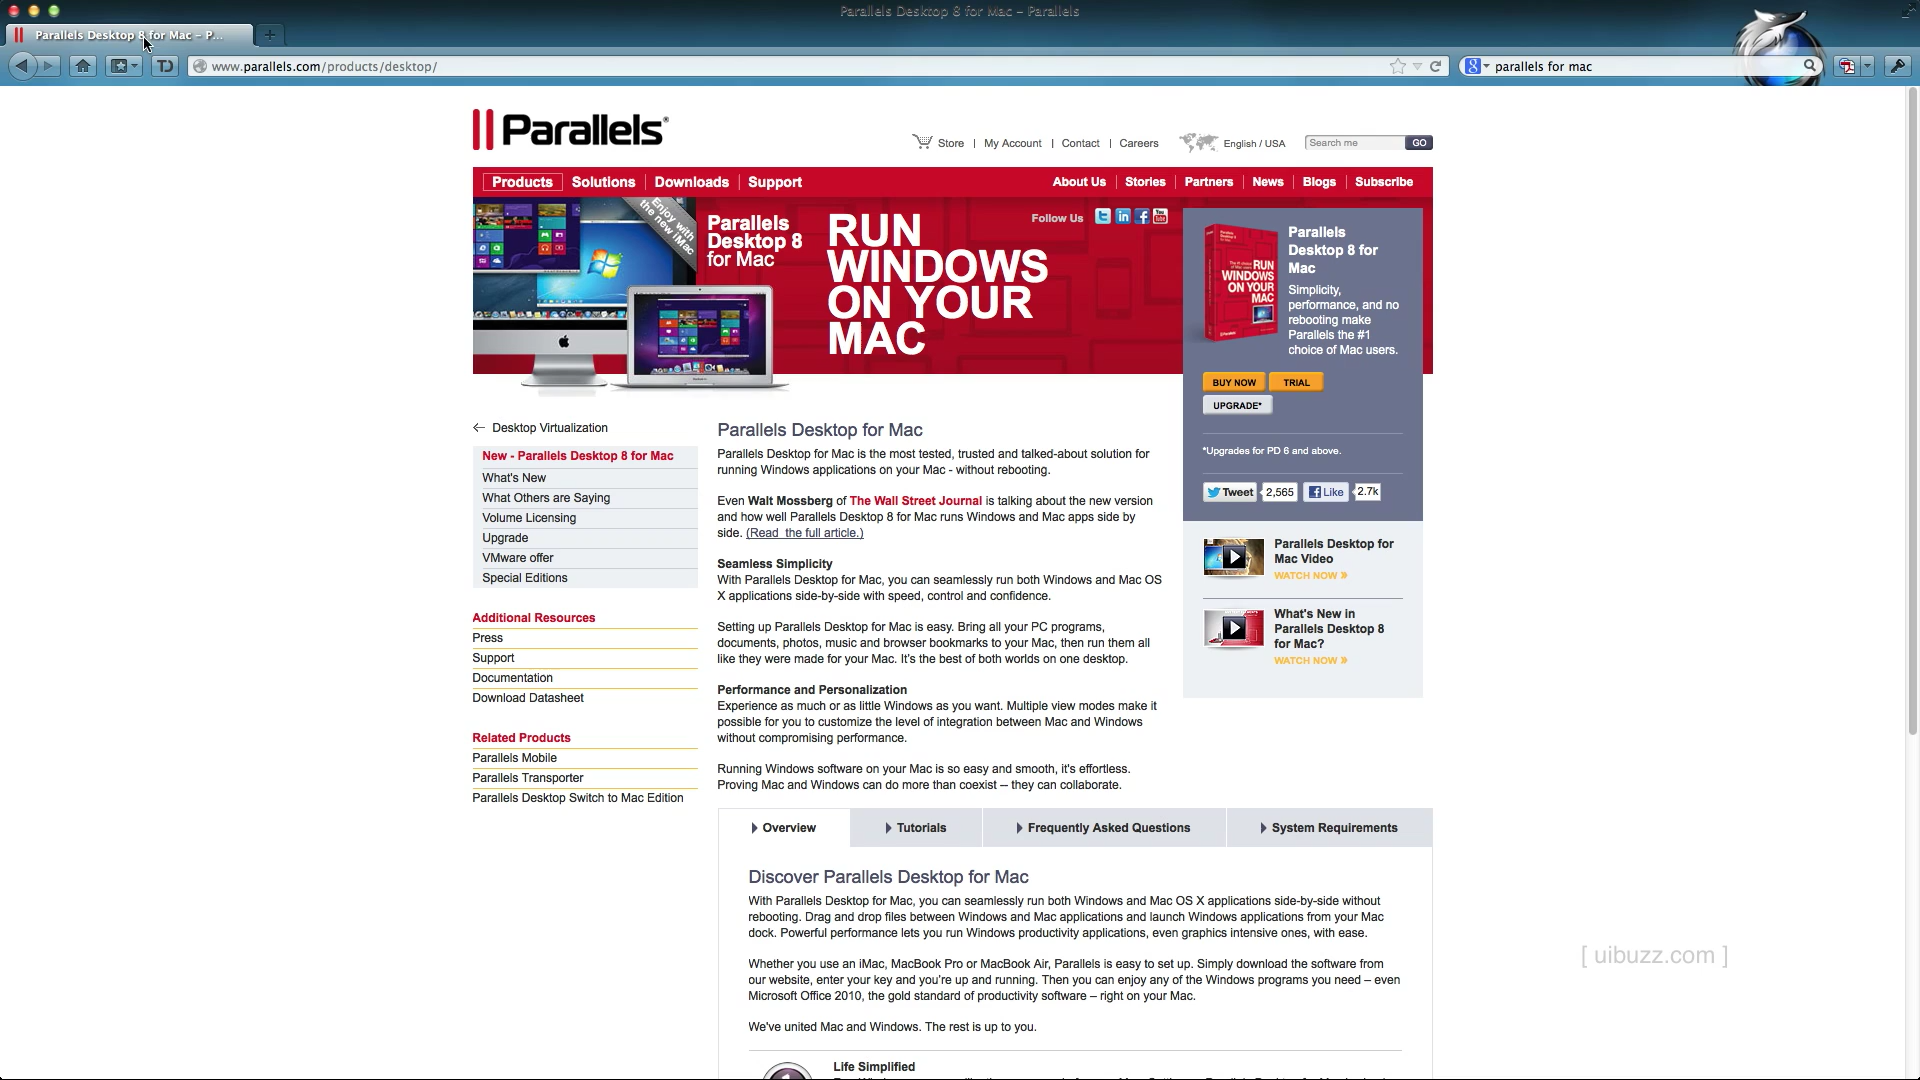 Parallels Desktop 8 for Mac – Parallels
Parallels Desktop 8 for Mac – P...
www.parallels.com/products/desktop/
parallels for mac
Parallels
Store | My Account | Contact | Careers
English / USA
Search me
GO
Products
Solutions
Downloads
Support
About Us
Stories
Partners
News
Blogs
Subscribe
Enjoy with
the new iMac
Parallels
Desktop 8
for Mac
RUN
WINDOWS
ON YOUR
MAC
Follow Us
RUN
WINDOWS
ON YOUR
MAC
Parallels
Desktop 8 for
Mac
Simplicity,
performance, and no
rebooting make
Parallels the #1
choice of Mac users.
BUY NOW
TRIAL
UPGRADE*
*Upgrades for PD 6 and above.
Tweet
2,565
Like
2.7k
Parallels Desktop for
Mac Video
WATCH NOW »
What's New in
Parallels Desktop 8
for Mac?
WATCH NOW »
← Desktop Virtualization
New - Parallels Desktop 8 for Mac
What's New
What Others are Saying
Volume Licensing
Upgrade
VMware offer
Special Editions
Additional Resources
Press
Support
Documentation
Download Datasheet
Related Products
Parallels Mobile
Parallels Transporter
Parallels Desktop Switch to Mac Edition
Parallels Desktop for Mac
Parallels Desktop for Mac is the most tested, trusted and talked-about solution for
running Windows applications on your Mac - without rebooting.
Even Walt Mossberg of The Wall Street Journal is talking about the new version
and how well Parallels Desktop 8 for Mac runs Windows and Mac apps side by
side. (Read the full article.)
Seamless Simplicity
With Parallels Desktop for Mac, you can seamlessly run both Windows and Mac OS
X applications side-by-side with speed, control and confidence.
Setting up Parallels Desktop for Mac is easy. Bring all your PC programs,
documents, photos, music and browser bookmarks to your Mac, then run them all
like they were made for your Mac. It's the best of both worlds on one desktop.
Performance and Personalization
Experience as much or as little Windows as you want. Multiple view modes make it
possible for you to customize the level of integration between Mac and Windows
without compromising performance.
Running Windows software on your Mac is so easy and smooth, it's effortless.
Proving Mac and Windows can do more than coexist – they can collaborate.
Overview
Tutorials
Frequently Asked Questions
System Requirements
Discover Parallels Desktop for Mac
With Parallels Desktop for Mac, you can seamlessly run both Windows and Mac OS X applications side-by-side without
rebooting. Drag and drop files between Windows and Mac applications and launch Windows applications from your Mac
dock. Powerful performance lets you run Windows productivity applications, even graphics intensive ones, with ease.
Whether you use an iMac, MacBook Pro or MacBook Air, Parallels is easy to set up. Simply download the software from
our website, enter your key and you're up and running. Then you can enjoy any of the Windows programs you need – even
Microsoft Office 2010, the gold standard of productivity software – right on your Mac.
We've united Mac and Windows. The rest is up to you.
Life Simplified
[ uibuzz.com ]